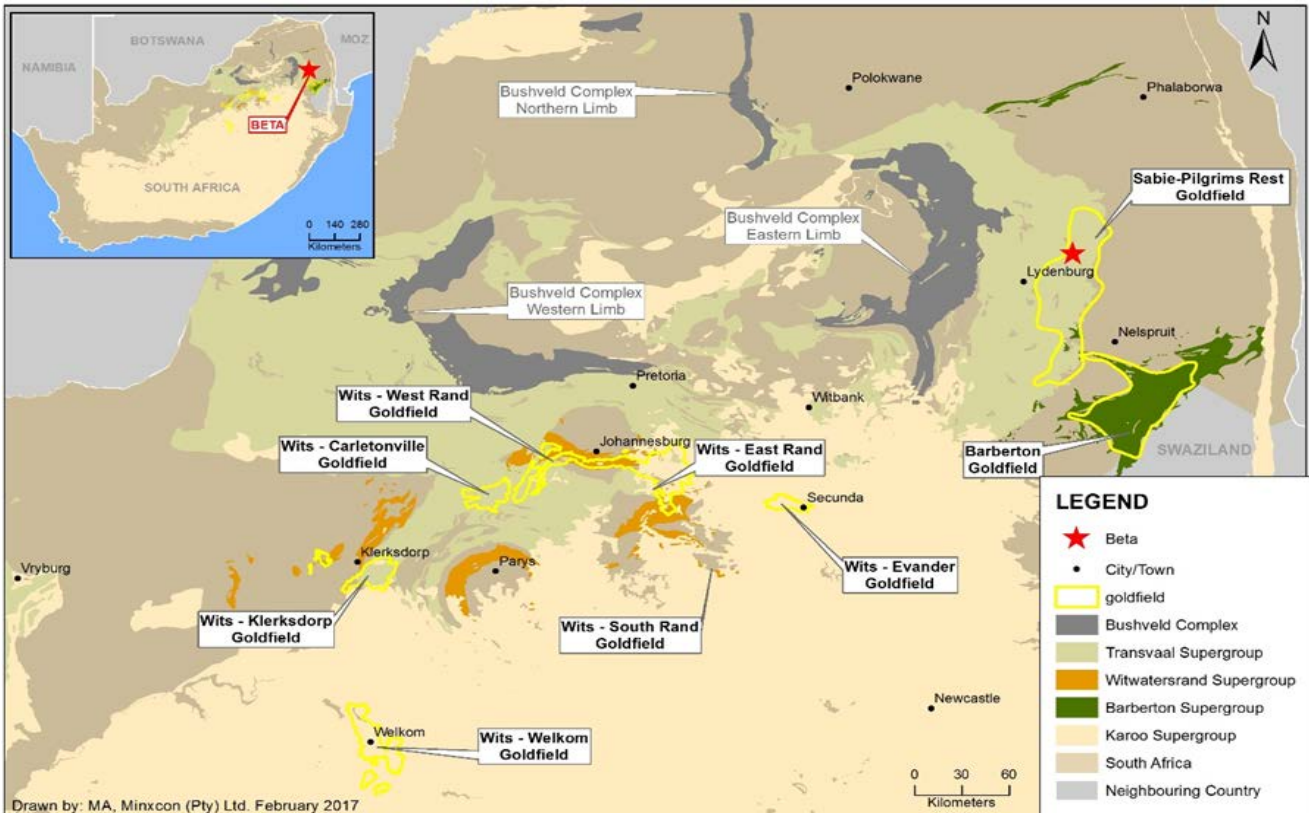 NAMIBIA
BOTSWANA
MOZ
BETA
SOUTH AFRICA
0 140 280
Kilometers
N
Polokwane
Phalaborwa
Bushveld Complex
Northern Limb
Sabie-Pilgrims Rest
Goldfield
Bushveld Complex
Eastern Limb
Lydenburg
Bushveld Complex
Western Limb
Nelspruit
Pretoria
Witbank
Wits - West Rand
Goldfield
Johannesburg
Wits - Carletonville
Goldfield
Wits - East Rand
Goldfield
Barberton
Goldfield
SWAZILAND
Secunda
Klerksdorp
Parys
Vryburg
Wits - Evander
Goldfield
Wits - Klerksdorp
Goldfield
Wits - South Rand
Goldfield
Newcastle
Welkom
Wits - Welkom
Goldfield
0 30 60
Kilometers
Drawn by: MA, Minxcon (Pty) Ltd. February 2017
LEGEND
Beta
City/Town
goldfield
Bushveld Complex
Transvaal Supergroup
Witwatersrand Supergroup
Barberton Supergroup
Karoo Supergroup
South Africa
Neighbouring Country